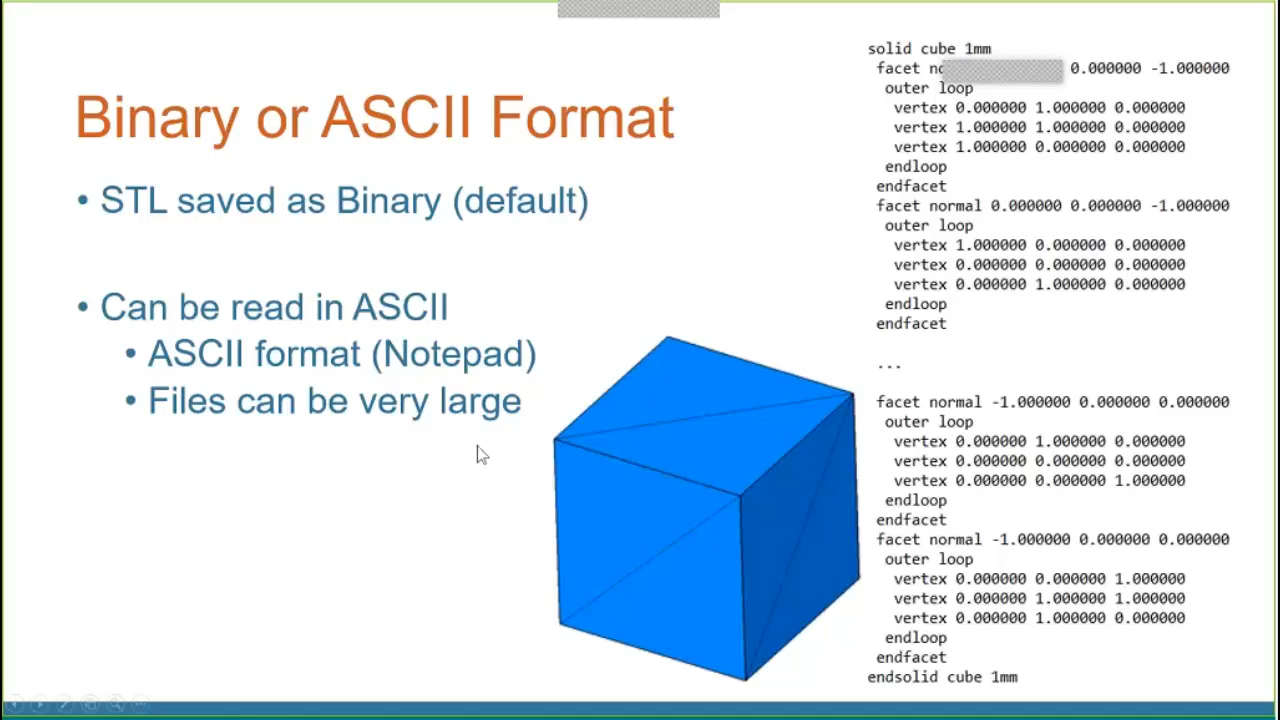 Binary or ASCII Format
• STL saved as Binary (default)
• Can be read in ASCII
• ASCII format (Notepad)
• Files can be very large
solid cube 1mm
facet 0.000000 -1.000000
outer loop
vertex 0.000000 1.000000 0.000000
vertex 1.000000 1.000000 0.000000
vertex 1.000000 0.000000 0.000000
endloop
endfacet
facet normal 0.000000 0.000000 -1.000000
outer loop
vertex 1.000000 0.000000 0.000000
vertex 0.000000 0.000000 0.000000
vertex 0.000000 1.000000 0.000000
endloop
endfacet
...
facet normal -1.000000 0.000000 0.000000
outer loop
vertex 0.000000 1.000000 0.000000
vertex 0.000000 0.000000 0.000000
vertex 0.000000 0.000000 1.000000
endloop
endfacet
facet normal -1.000000 0.000000 0.000000
outer loop
vertex 0.000000 0.000000 1.000000
vertex 0.000000 1.000000 1.000000
vertex 0.000000 1.000000 0.000000
endloop
endfacet
endsolid cube 1mm